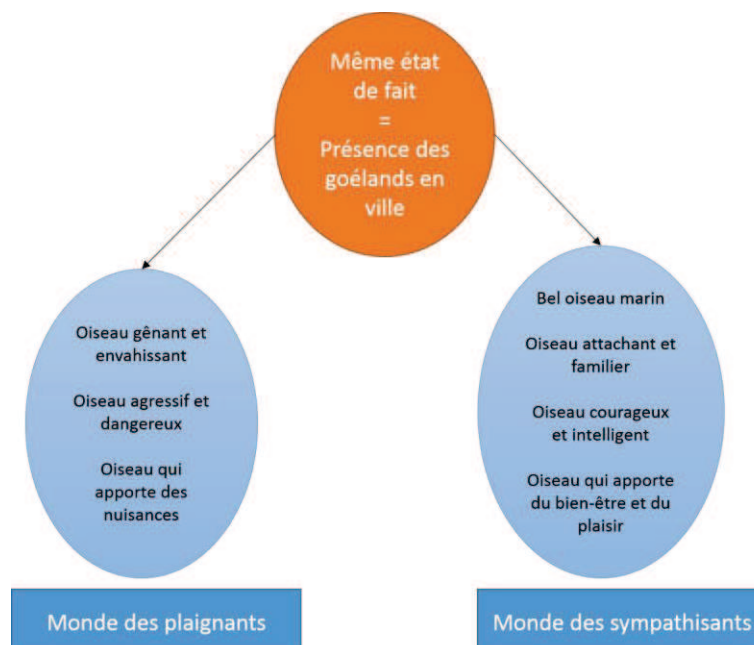 Même état
de fait
=
Présence des
goélands en
ville
Oiseau gênant et
envahissant
Oiseau agressif et
dangereux
Oiseau qui
apporte des
nuisances
Monde des plaignants
Bel oiseau marin
Oiseau attachant et
familier
Oiseau courageux
et intelligent
Oiseau qui apporte
du bien-être et du
plaisir
Monde des sympathisants